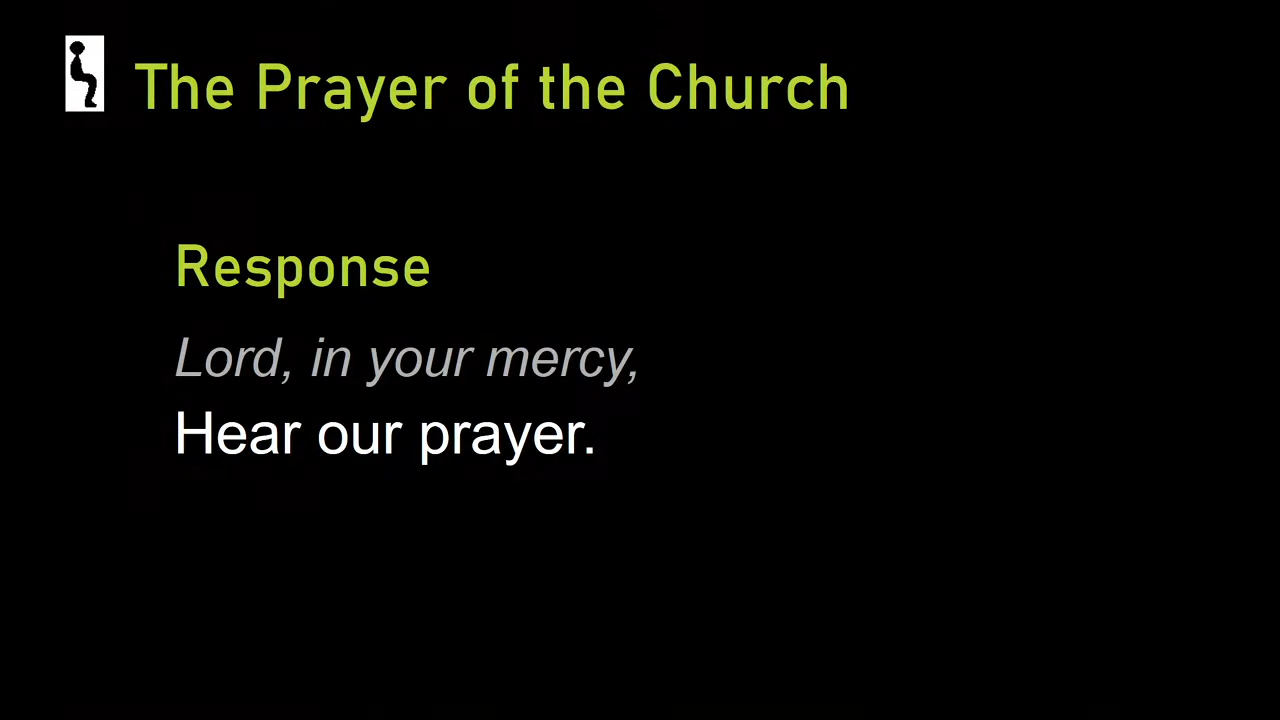 The Prayer of the Church
Response
Lord, in your mercy,
Hear our prayer.